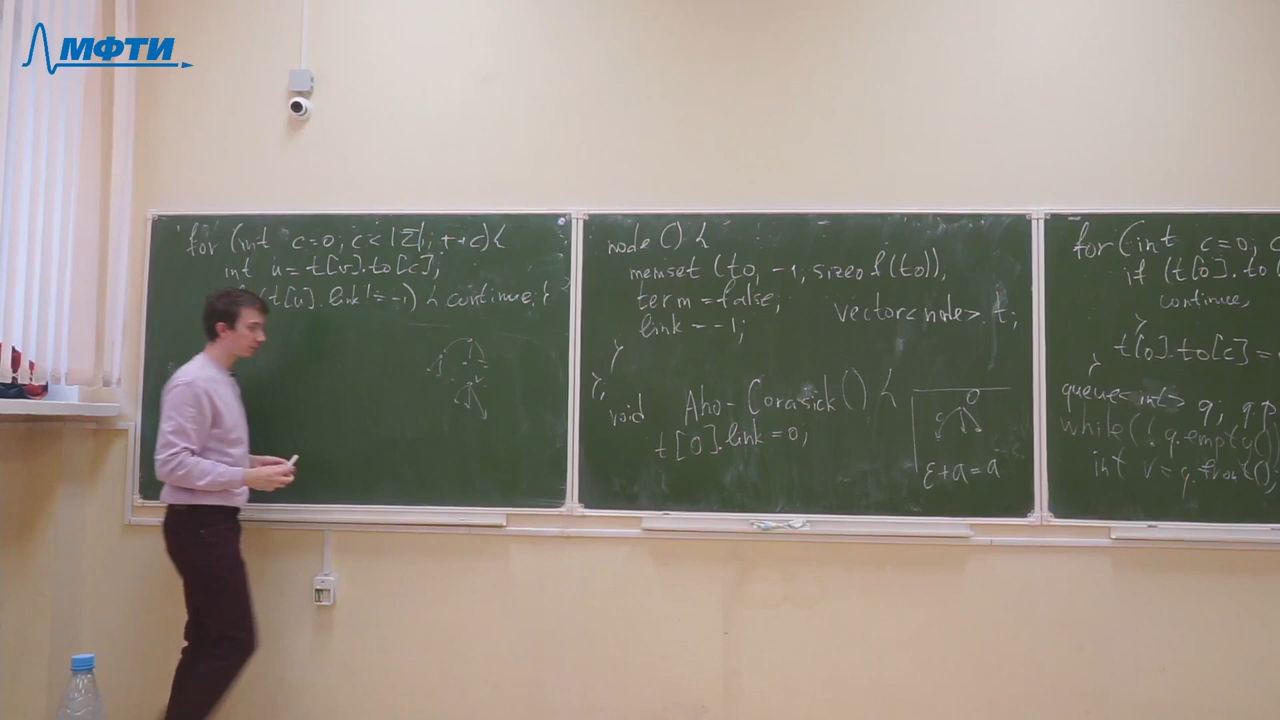 МФТИ
for (int c=0; c<|Σ|; ++c){
int u = t[v].to[c];
(t[u].link != -1) { continue; }
node () {
memset (to, -1, sizeof(to));
term = false;
link = -1;
}
};
vector<node> t;
void Aho-Corasick () {
t[0].link = 0;
ε+a=a
for (int c=0; c
if (t[0].to
continue;
}
t[0].to[c] =
}
queue<int> q; q.p
while (!q.empty()
int v = q.front();